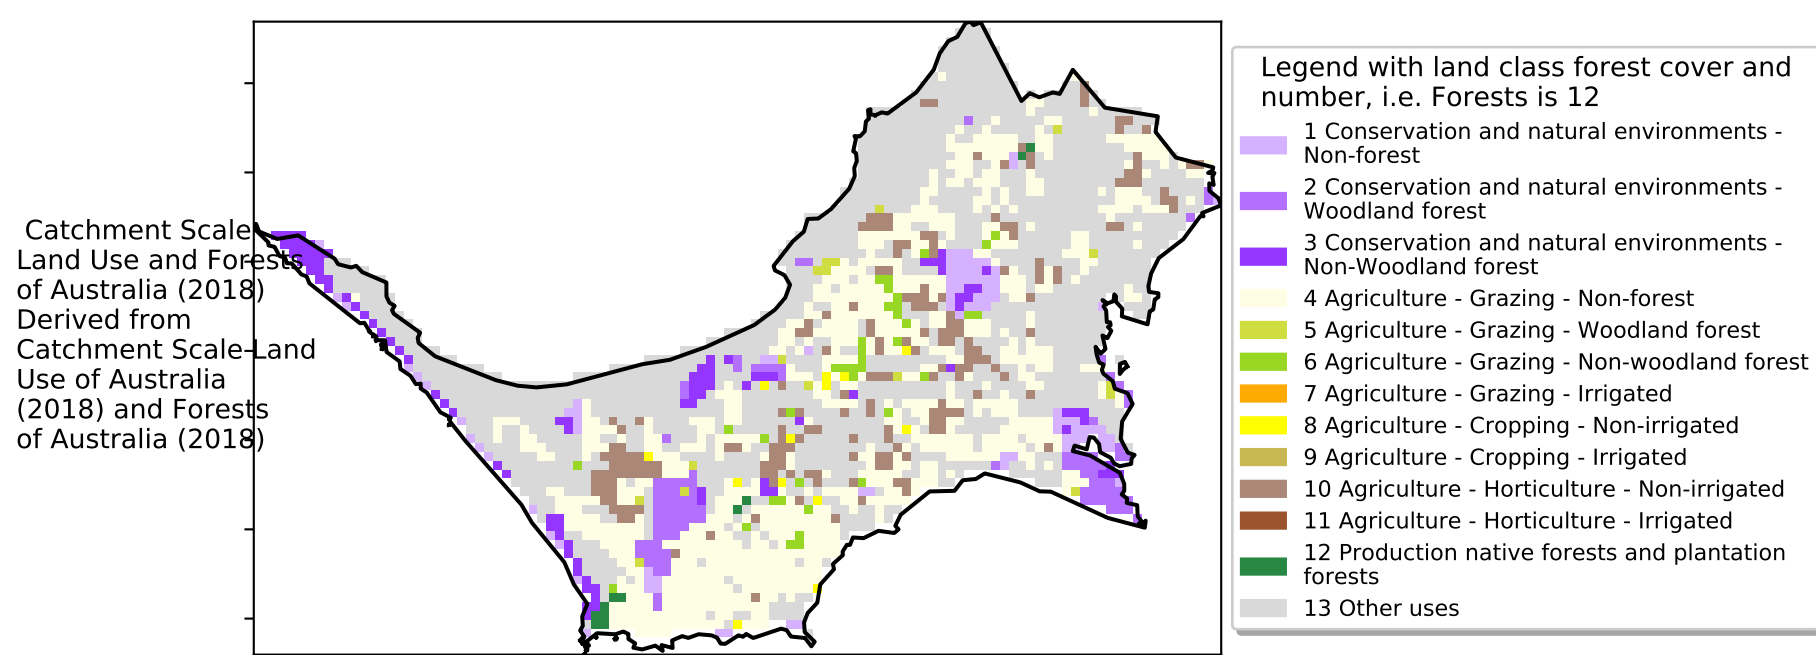 Catchment Scale
Land Use and Forests
of Australia (2018)
Derived from
Catchment Scale Land
Use of Australia
(2018) and Forests
of Australia (2018)
Legend with land class forest cover and
number, i.e. Forests is 12
1 Conservation and natural environments -
Non-forest
2 Conservation and natural environments -
Woodland forest
3 Conservation and natural environments -
Non-Woodland forest
4 Agriculture - Grazing - Non-forest
5 Agriculture - Grazing - Woodland forest
6 Agriculture - Grazing - Non-woodland forest
7 Agriculture - Grazing - Irrigated
8 Agriculture - Cropping - Non-irrigated
9 Agriculture - Cropping - Irrigated
10 Agriculture - Horticulture - Non-irrigated
11 Agriculture - Horticulture - Irrigated
12 Production native forests and plantation
forests
13 Other uses